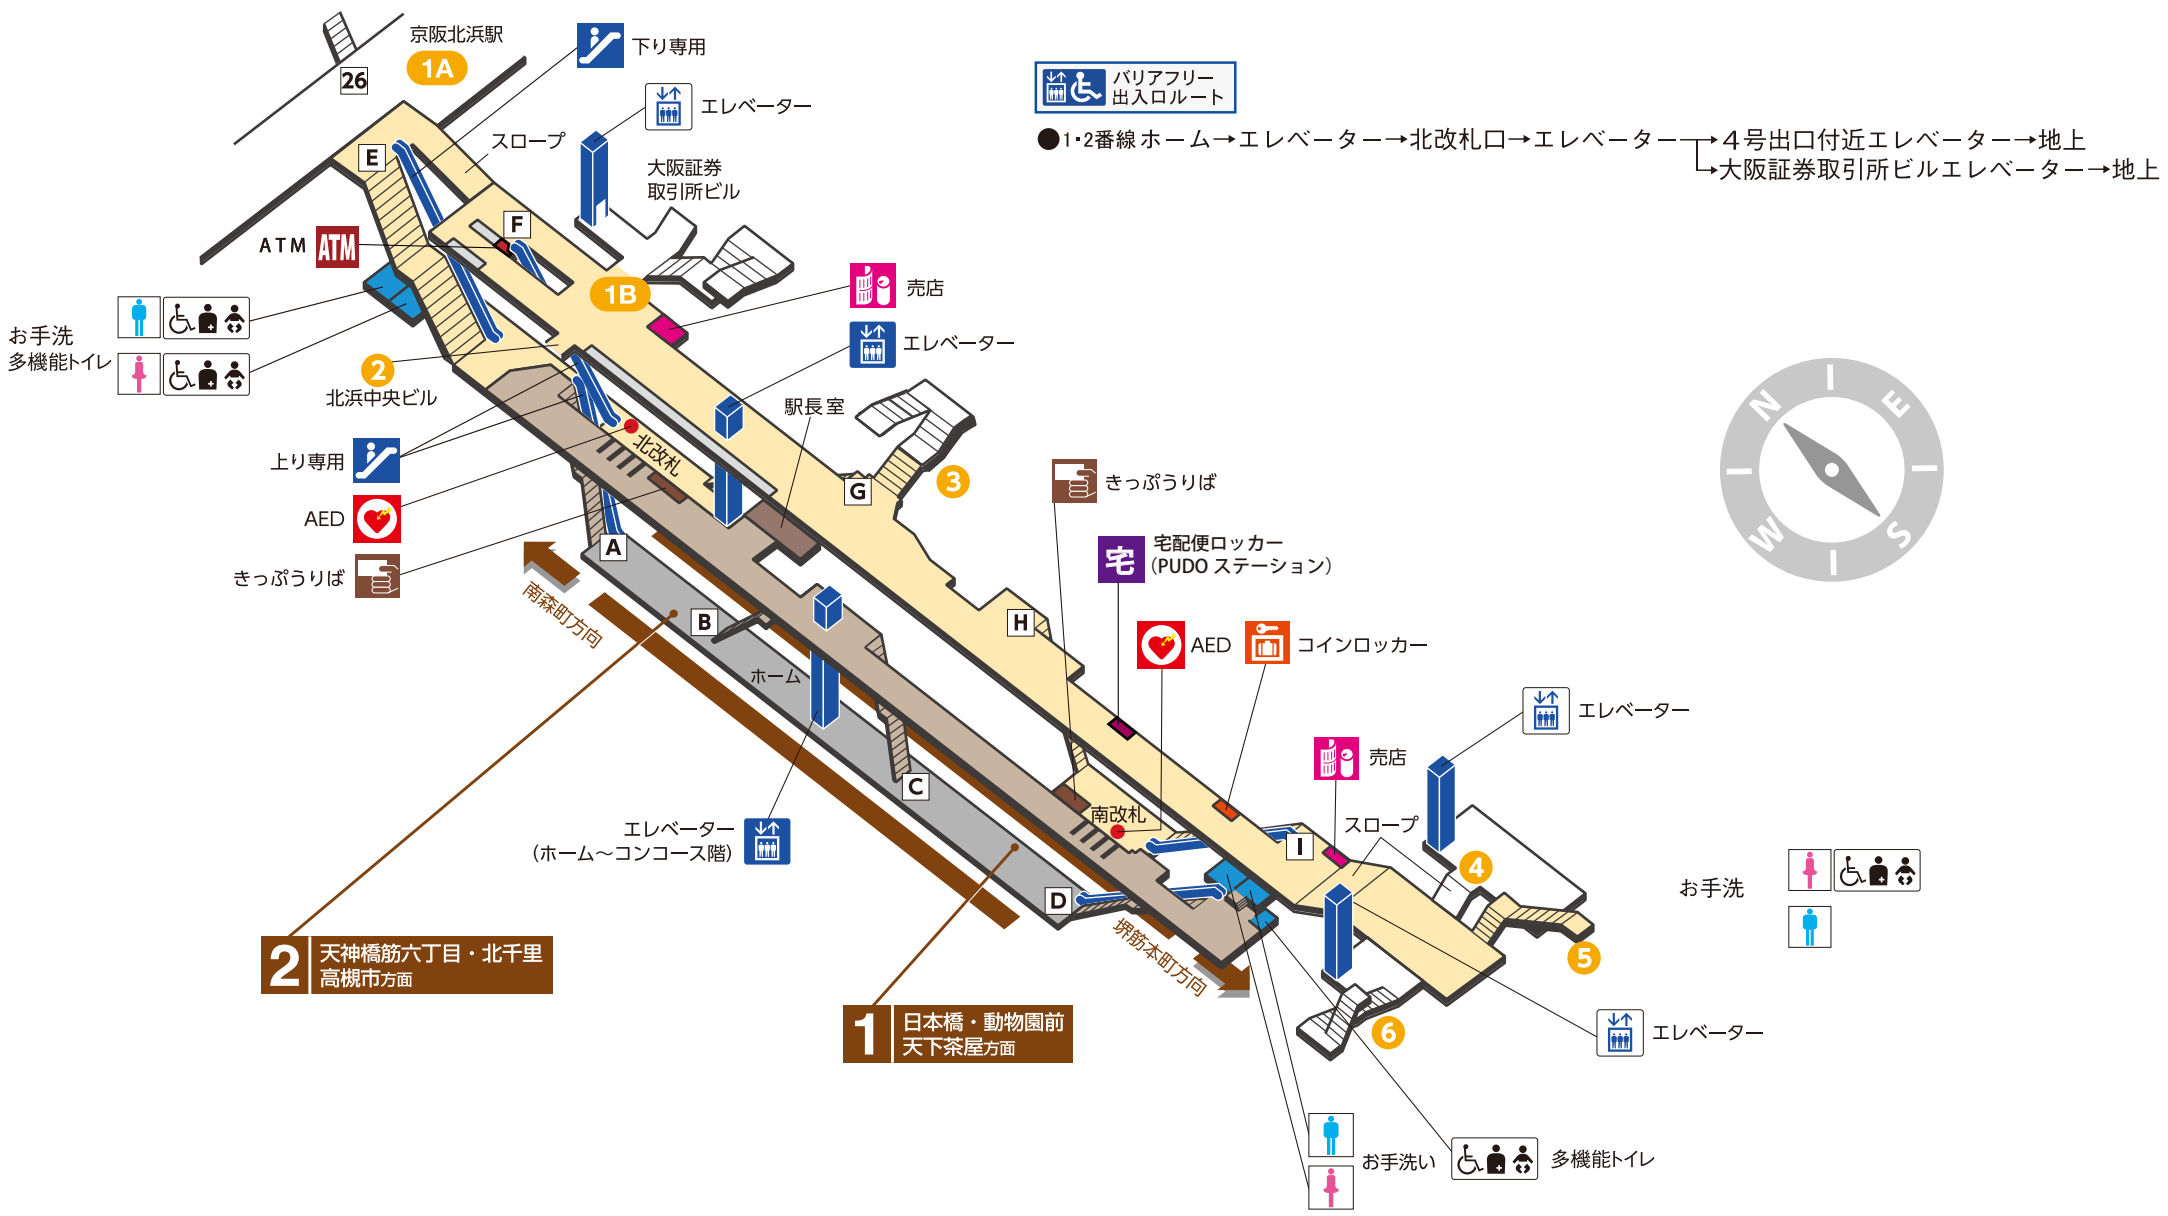 京阪北浜駅
1A
26
下り専用
エレベーター
スロープ
大阪証券
取引所ビル
E
F
ATM
ATM
1B
売店
エレベーター
お手洗
多機能トイレ
2
北浜中央ビル
駅長室
上り専用
北改札
AED
きっぷうりば
G
3
A
B
南森町方向
ホーム
H
C
D
きっぷうりば
宅
宅配便ロッカー
(PUDO ステーション)
AED
コインロッカー
南改札
売店
I
スロープ
エレベーター
4
5
6
エレベーター
(ホーム～コンコース階)
堺筋本町方向
2
天神橋筋六丁目・北千里
高槻市方面
1
日本橋・動物園前
天下茶屋方面
エレベーター
お手洗い
多機能トイレ
お手洗
バリアフリー
出入口ルート
●1・2番線 ホーム→エレベーター→北改札口→エレベーター→4号出口付近エレベーター→地上
→大阪証券取引所ビルエレベーター→地上
N
E
S
W